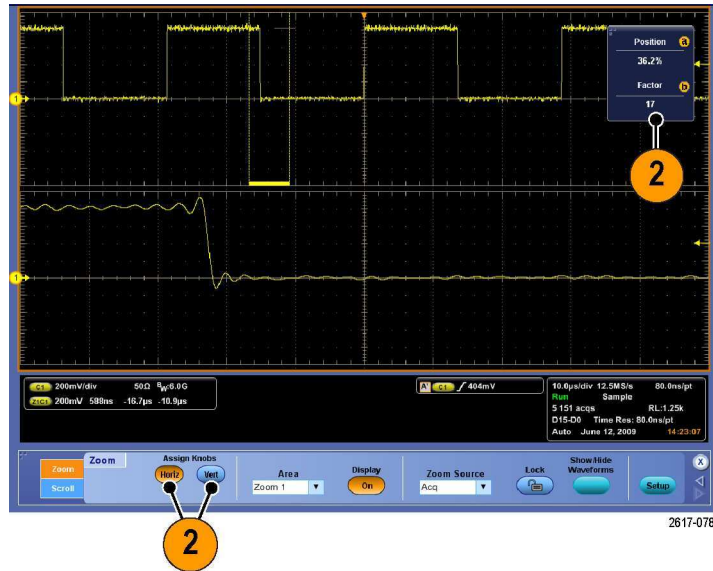 Position a
36.2%
Factor b
17
2
1
1
C1 200mV/div 50Ω BW:6.0G
Z1C1 200mV 588ns -16.7µs -10.9µs
A' C1 404mV
10.0µs/div 12.5MS/s 80.0ns/pt
Run Sample
5 151 acqs RL:1.25k
D15-D0 Time Res: 80.0ns/pt
Auto June 12, 2009 14:23:07
Zoom
Scroll
Zoom
Assign Knobs
Horiz Vert
Area
Zoom 1
Display
On
Zoom Source
Acq
Lock
Show/Hide
Waveforms
Setup
X
2
2617-078